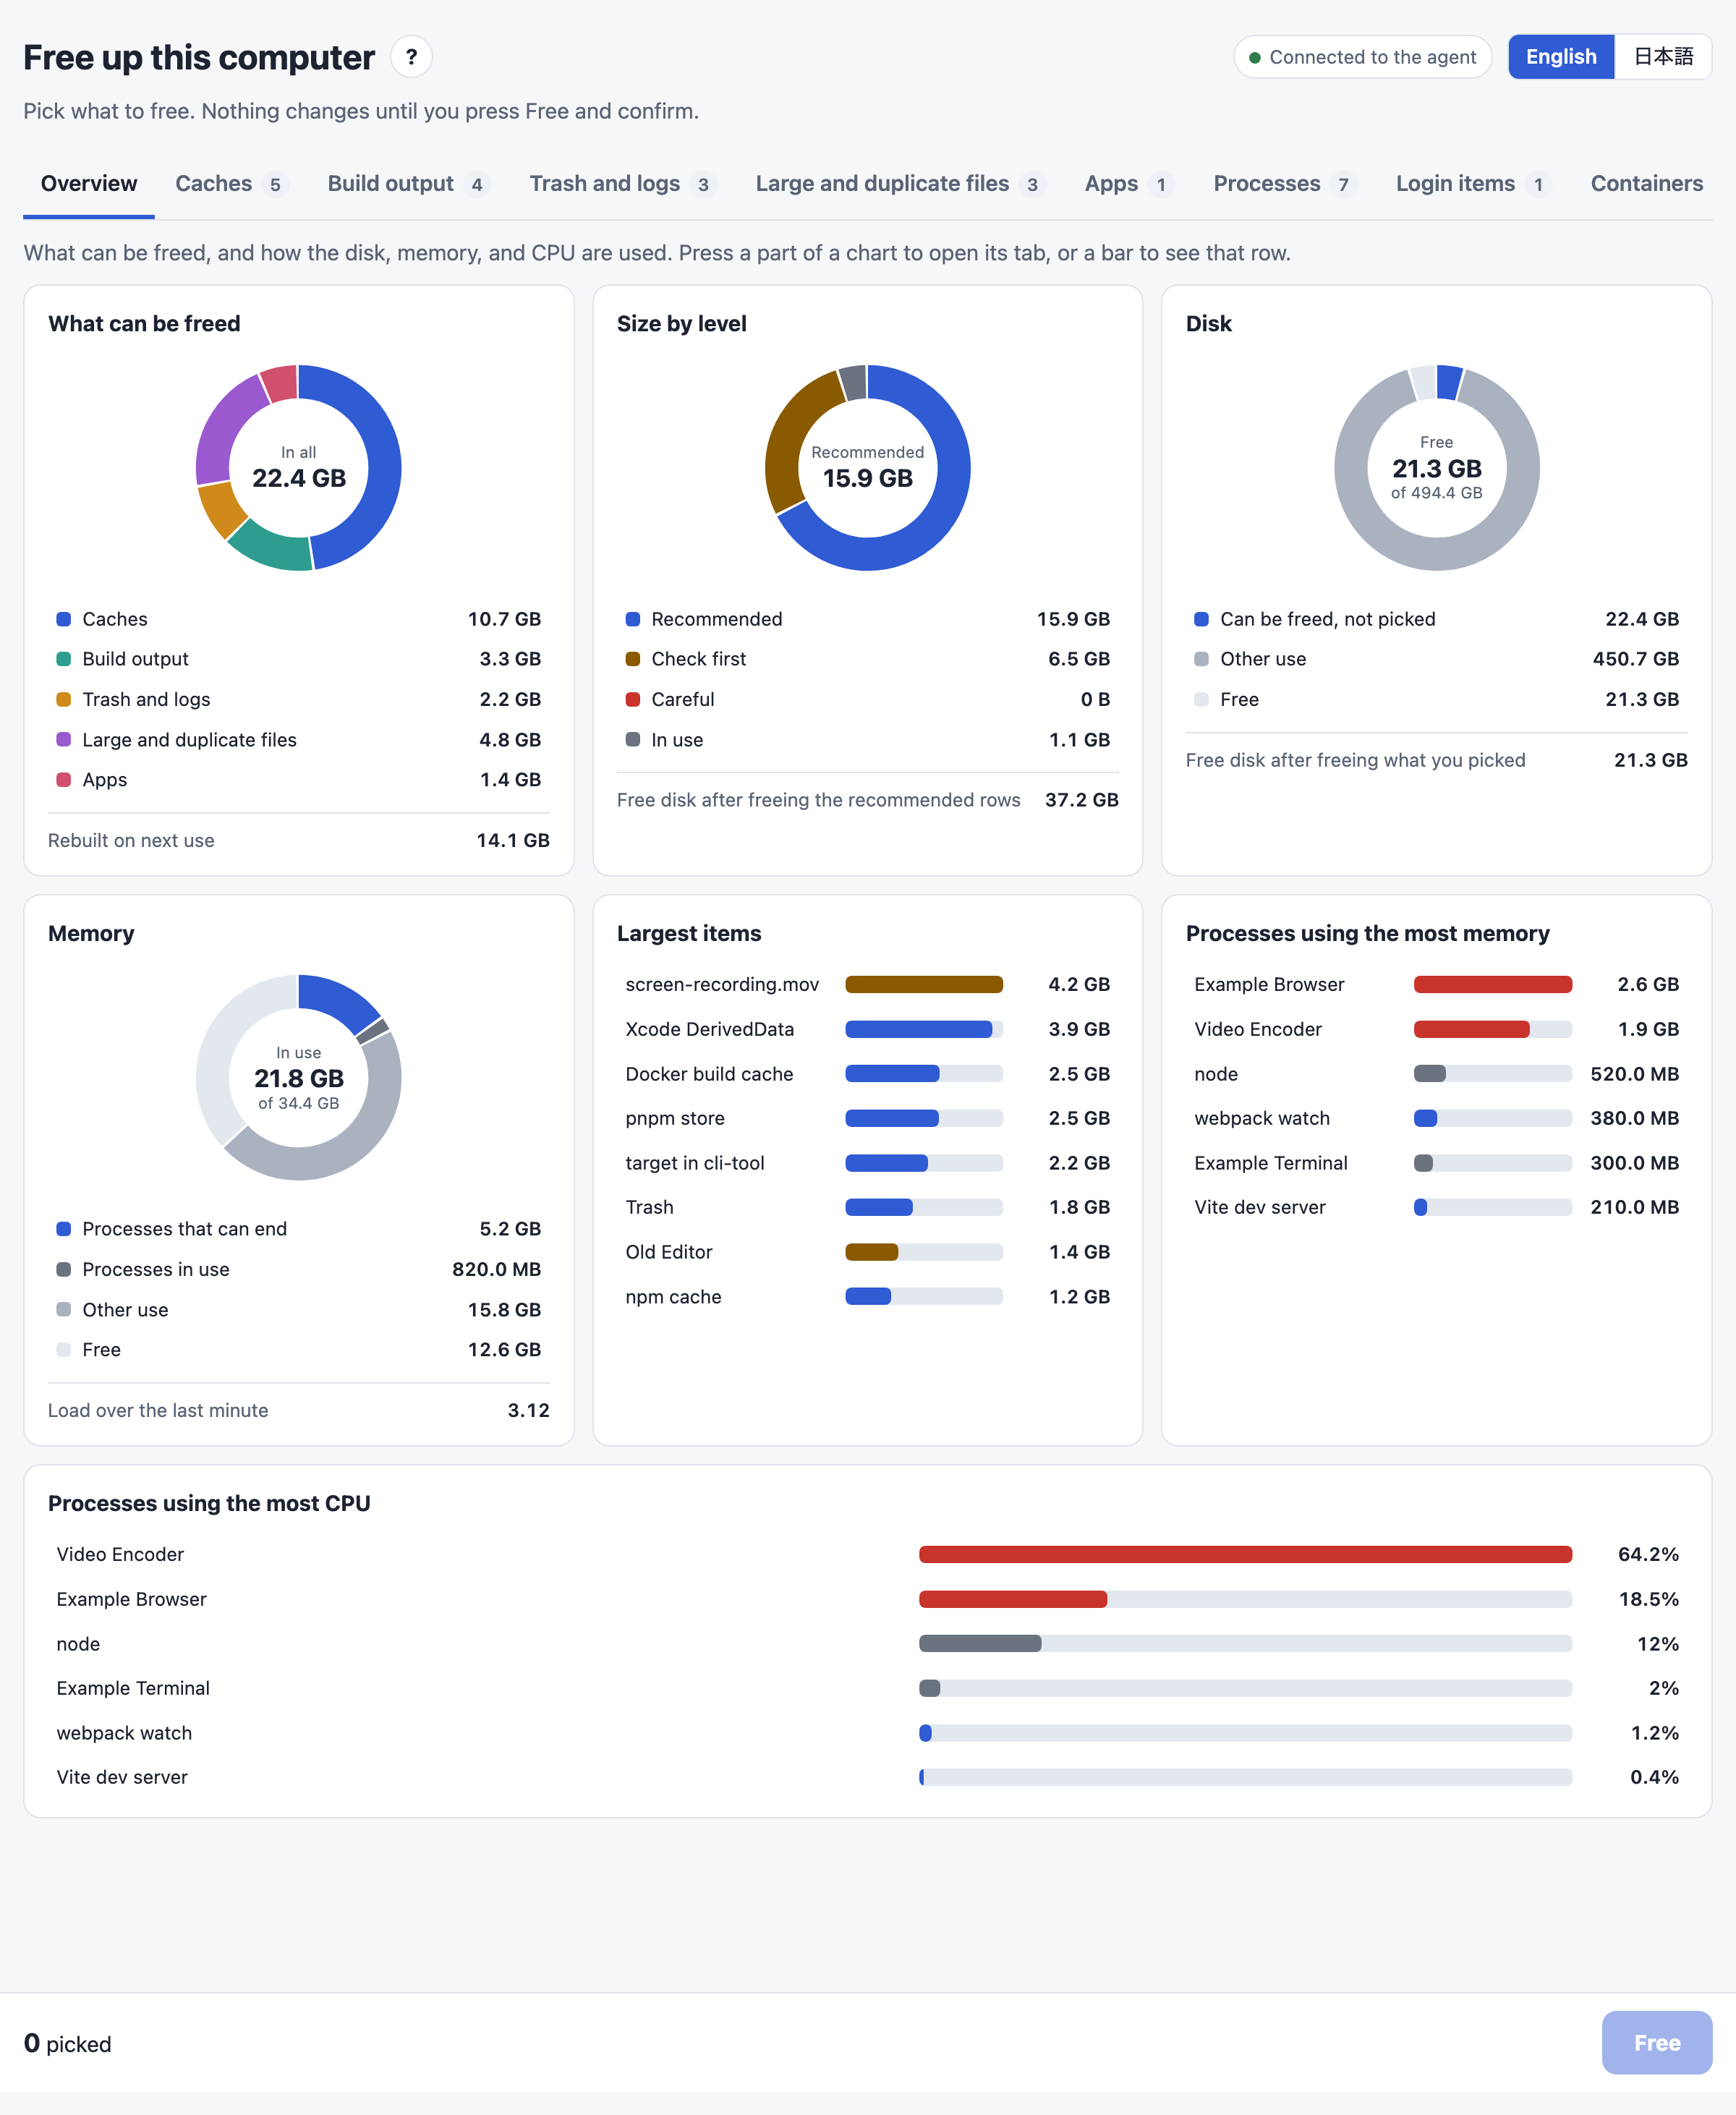 Free up this computer ?
Connected to the agent
English 日本語
Pick what to free. Nothing changes until you press Free and confirm.
Overview Caches 5 Build output 4 Trash and logs 3 Large and duplicate files 3 Apps 1 Processes 7 Login items 1 Containers
What can be freed, and how the disk, memory, and CPU are used. Press a part of a chart to open its tab, or a bar to see that row.
What can be freed
In all
22.4 GB
Caches 10.7 GB
Build output 3.3 GB
Trash and logs 2.2 GB
Large and duplicate files 4.8 GB
Apps 1.4 GB
Rebuilt on next use 14.1 GB
Size by level
Recommended
15.9 GB
Recommended 15.9 GB
Check first 6.5 GB
Careful 0 B
In use 1.1 GB
Free disk after freeing the recommended rows 37.2 GB
Disk
Free
21.3 GB
of 494.4 GB
Can be freed, not picked 22.4 GB
Other use 450.7 GB
Free 21.3 GB
Free disk after freeing what you picked 21.3 GB
Memory
In use
21.8 GB
of 34.4 GB
Processes that can end 5.2 GB
Processes in use 820.0 MB
Other use 15.8 GB
Free 12.6 GB
Load over the last minute 3.12
Largest items
screen-recording.mov 4.2 GB
Xcode DerivedData 3.9 GB
Docker build cache 2.5 GB
pnpm store 2.5 GB
target in cli-tool 2.2 GB
Trash 1.8 GB
Old Editor 1.4 GB
npm cache 1.2 GB
Processes using the most memory
Example Browser 2.6 GB
Video Encoder 1.9 GB
node 520.0 MB
webpack watch 380.0 MB
Example Terminal 300.0 MB
Vite dev server 210.0 MB
Processes using the most CPU
Video Encoder 64.2%
Example Browser 18.5%
node 12%
Example Terminal 2%
webpack watch 1.2%
Vite dev server 0.4%
0 picked
Free